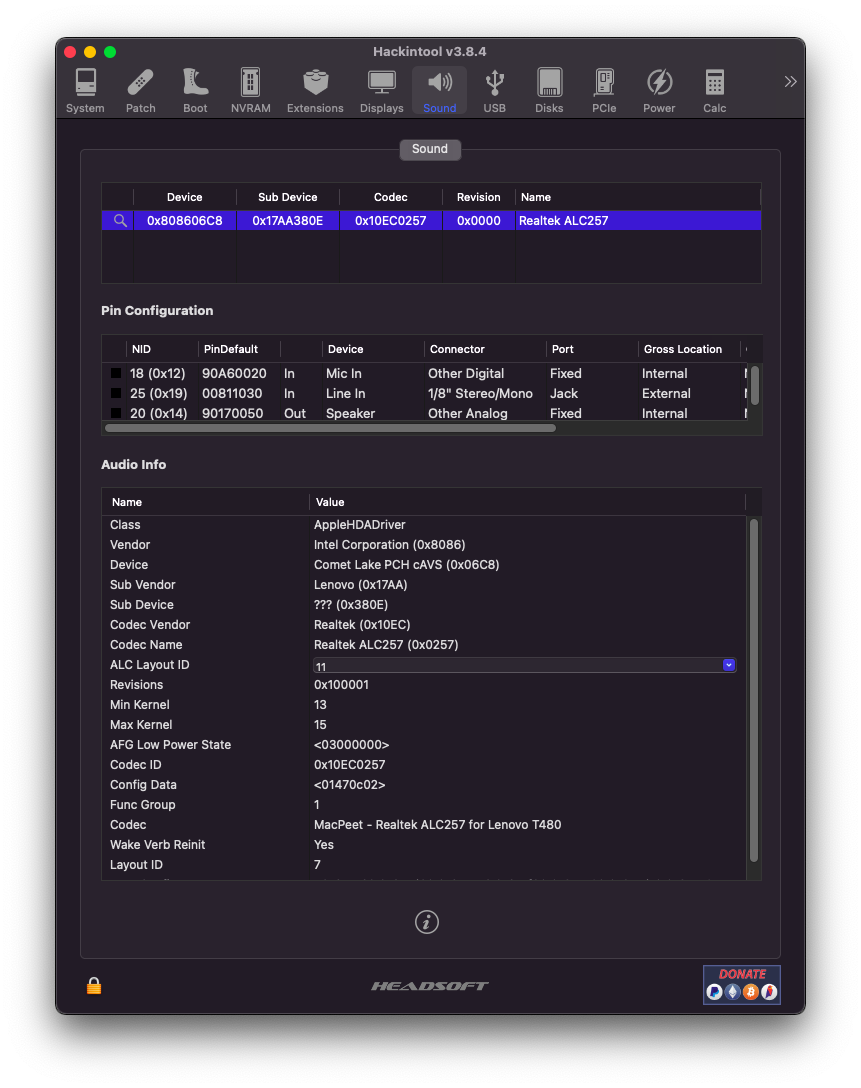 Hackintool v3.8.4
System Patch Boot NVRAM Extensions Displays Sound USB Disks PCIe Power Calc
Sound
Device Sub Device Codec Revision Name
0x808606C8 0x17AA380E 0x10EC0257 0x0000 Realtek ALC257
Pin Configuration
NID PinDefault Device Connector Port Gross Location
18 (0x12) 90A60020 In Mic In Other Digital Fixed Internal
25 (0x19) 00811030 In Line In 1/8" Stereo/Mono Jack External
20 (0x14) 90170050 Out Speaker Other Analog Fixed Internal
Audio Info
Name Value
Class AppleHDADriver
Vendor Intel Corporation (0x8086)
Device Comet Lake PCH cAVS (0x06C8)
Sub Vendor Lenovo (0x17AA)
Sub Device ??? (0x380E)
Codec Vendor Realtek (0x10EC)
Codec Name Realtek ALC257 (0x0257)
ALC Layout ID 11
Revisions 0x100001
Min Kernel 13
Max Kernel 15
AFG Low Power State <03000000>
Codec ID 0x10EC0257
Config Data <01470c02>
Func Group 1
Codec MacPeet - Realtek ALC257 for Lenovo T480
Wake Verb Reinit Yes
Layout ID 7
HEADSOFT
DONATE